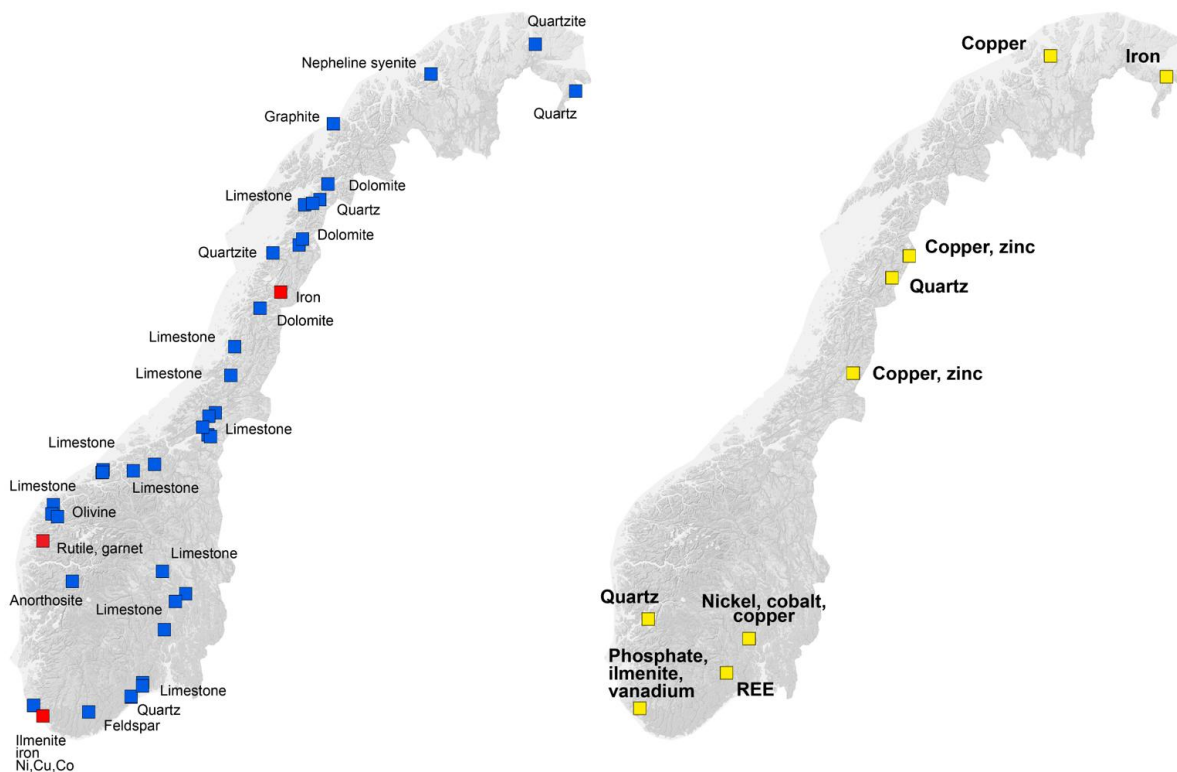 Quartzite
Nepheline syenite
Quartz
Graphite
Dolomite
Limestone
Quartz
Dolomite
Quartzite
Iron
Dolomite
Limestone
Limestone
Limestone
Limestone
Limestone
Limestone
Olivine
Rutile, garnet
Limestone
Anorthosite
Limestone
Limestone
Quartz
Feldspar
Ilmenite
iron
Ni,Cu,Co
Copper
Iron
Copper, zinc
Quartz
Copper, zinc
Quartz
Nickel, cobalt,
copper
Phosphate,
ilmenite,
vanadium
REE